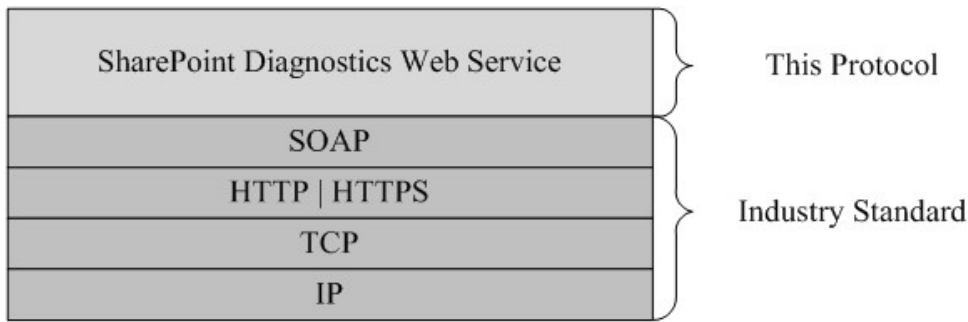 SharePoint Diagnostics Web Service
This Protocol
SOAP
HTTP | HTTPS
TCP
IP
Industry Standard